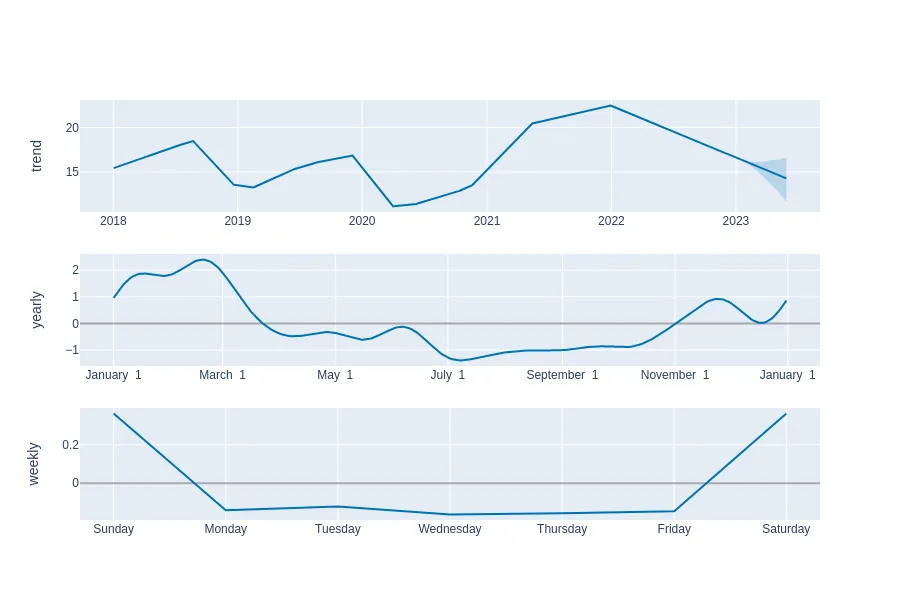 trend
20
15
2018 2019 2020 2021 2022 2023
yearly
2
1
0
−1
January 1 March 1 May 1 July 1 September 1 November 1 January 1
weekly
0.2
0
Sunday Monday Tuesday Wednesday Thursday Friday Saturday